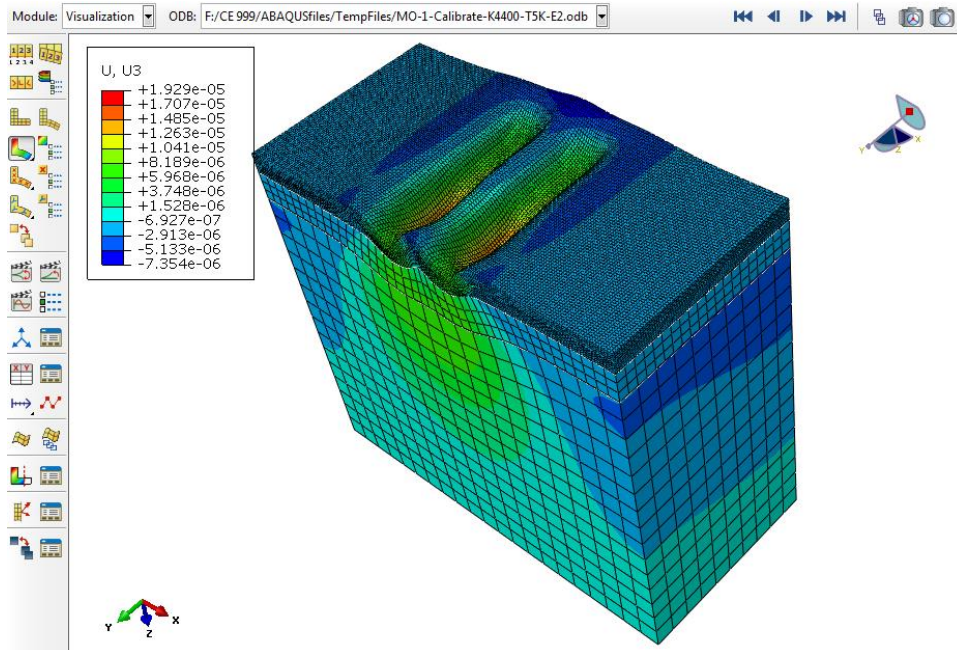 Module: Visualization ODB: F:/CE 999/ABAQUSfiles/TempFiles/MO-1-Calibrate-K4400-T5K-E2.odb
U, U3
+1.929e-05
+1.707e-05
+1.485e-05
+1.263e-05
+1.041e-05
+8.189e-06
+5.968e-06
+3.748e-06
+1.528e-06
-6.927e-07
-2.913e-06
-5.133e-06
-7.354e-06
Y
X
Z
Y
Z
X